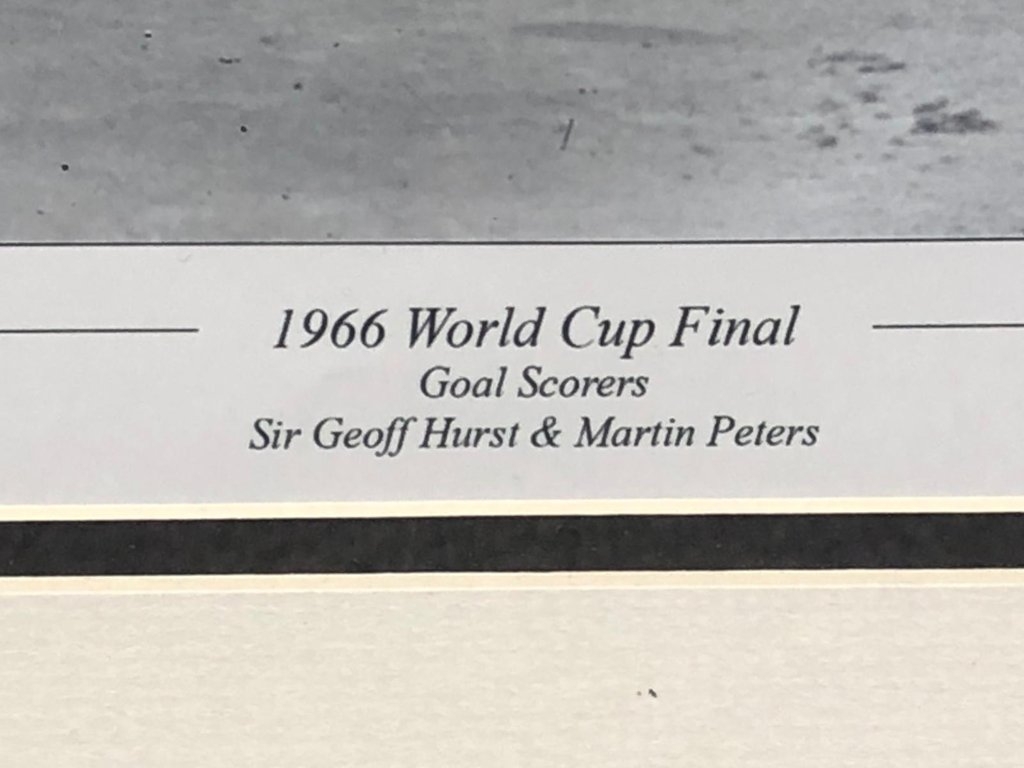 1966 World Cup Final
Goal Scorers
Sir Geoff Hurst & Martin Peters